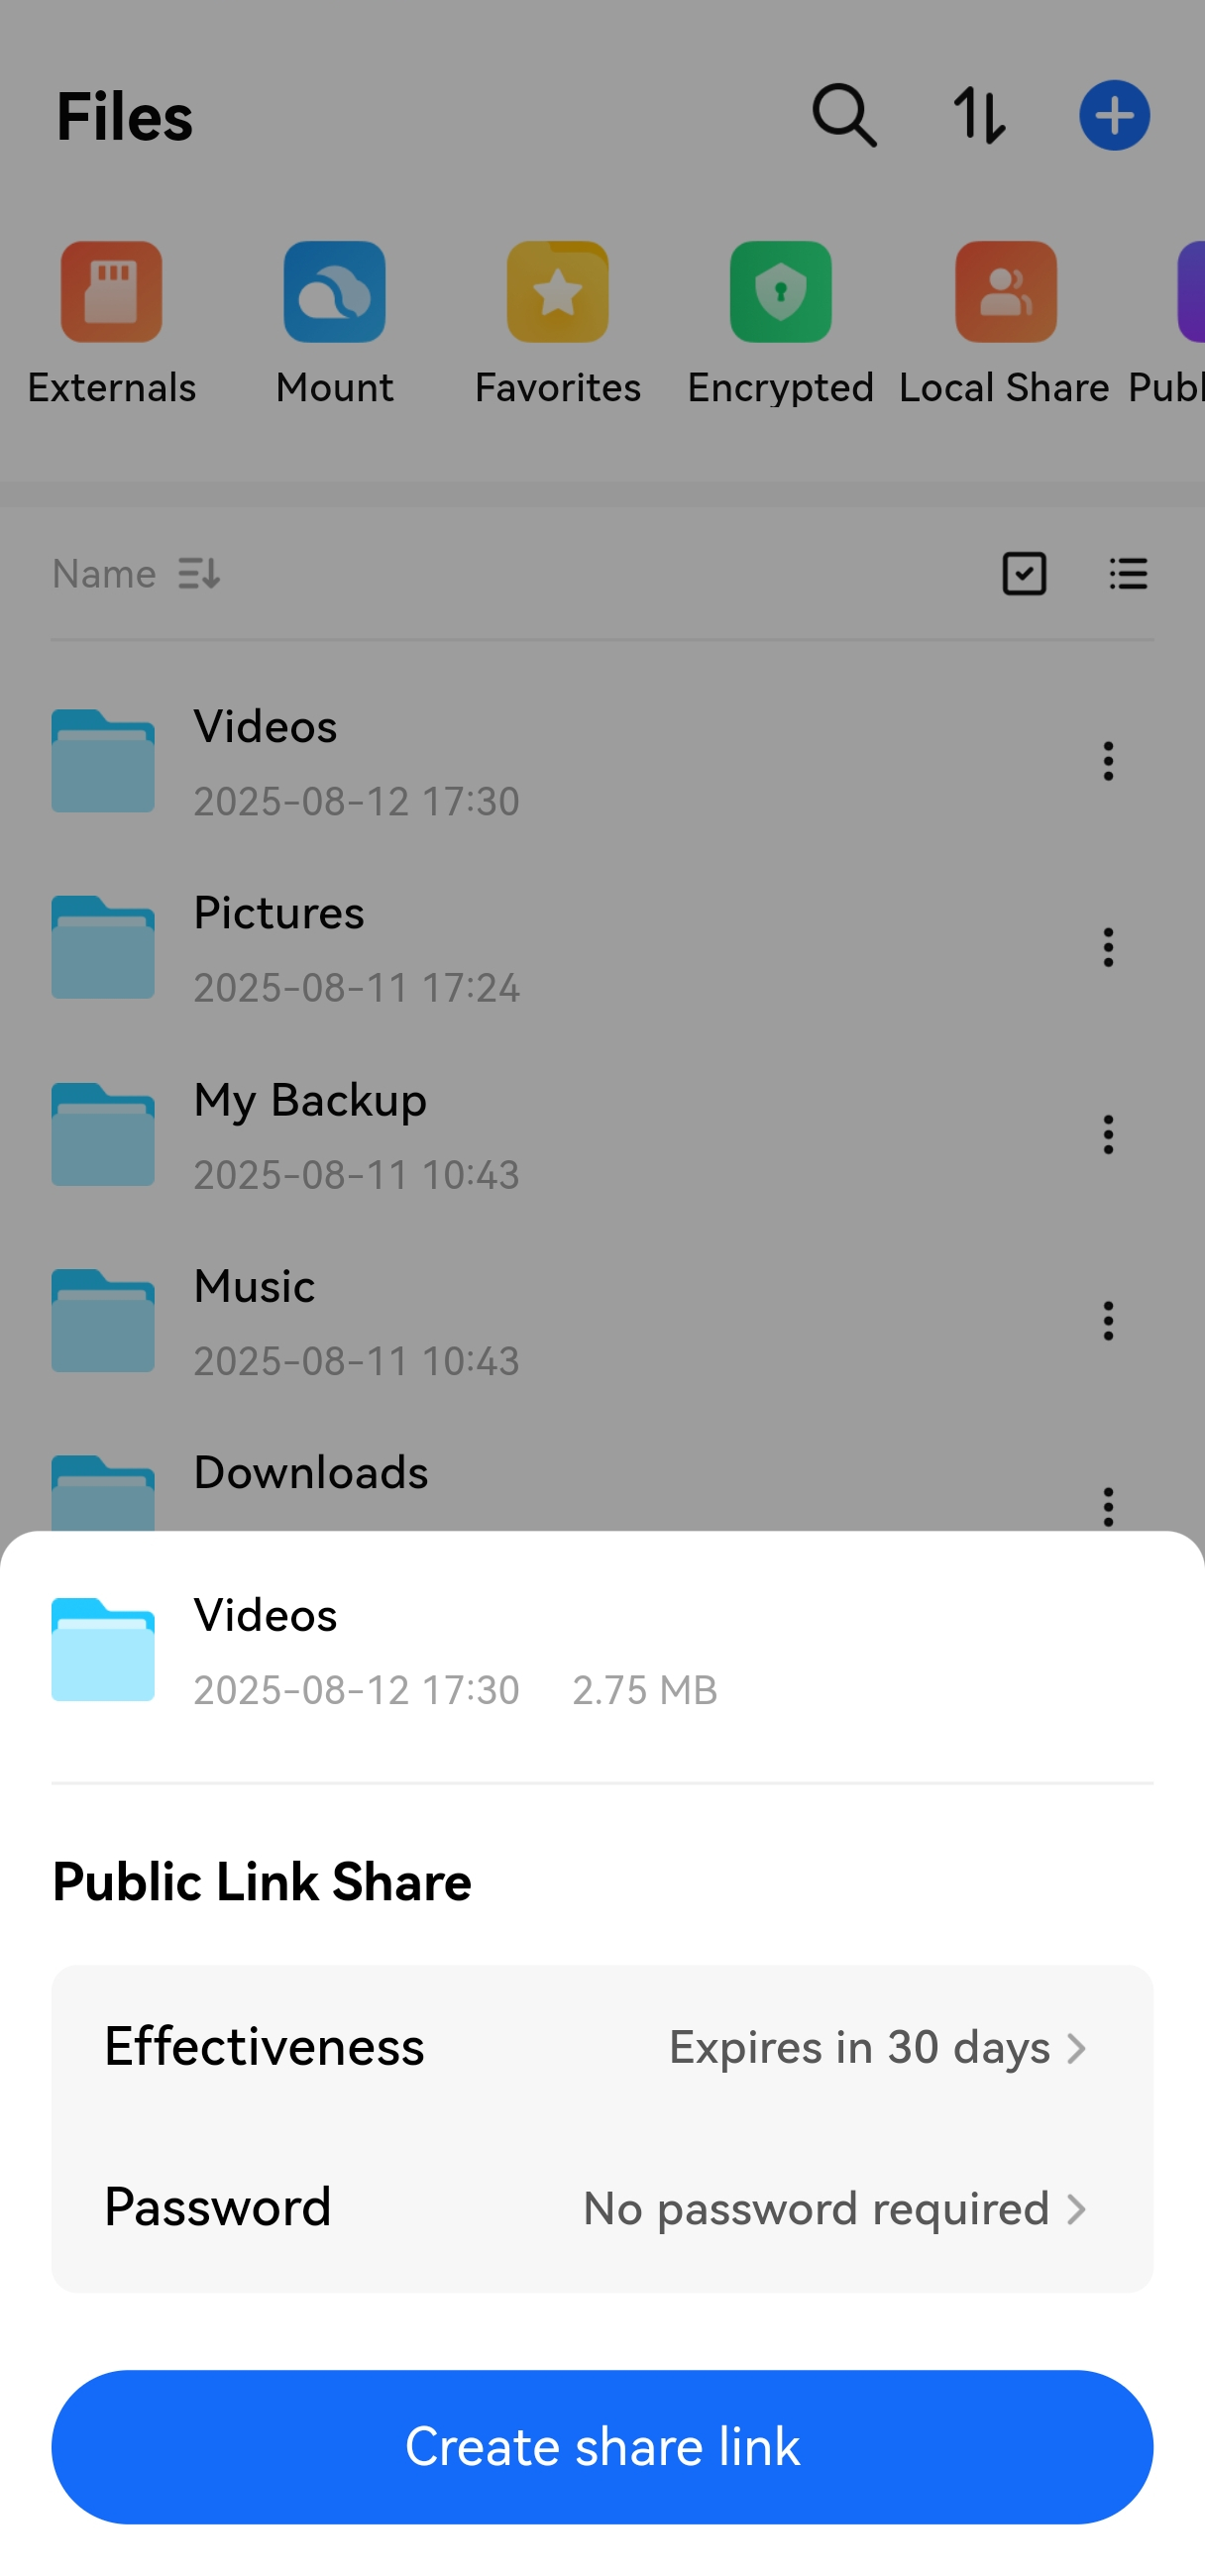 Files
Externals Mount Favorites Encrypted Local Share Publ
Name
Videos
2025-08-12 17:30
Pictures
2025-08-11 17:24
My Backup
2025-08-11 10:43
Music
2025-08-11 10:43
Downloads
Videos
2025-08-12 17:30 2.75 MB
Public Link Share
Effectiveness Expires in 30 days
Password No password required
Create share link